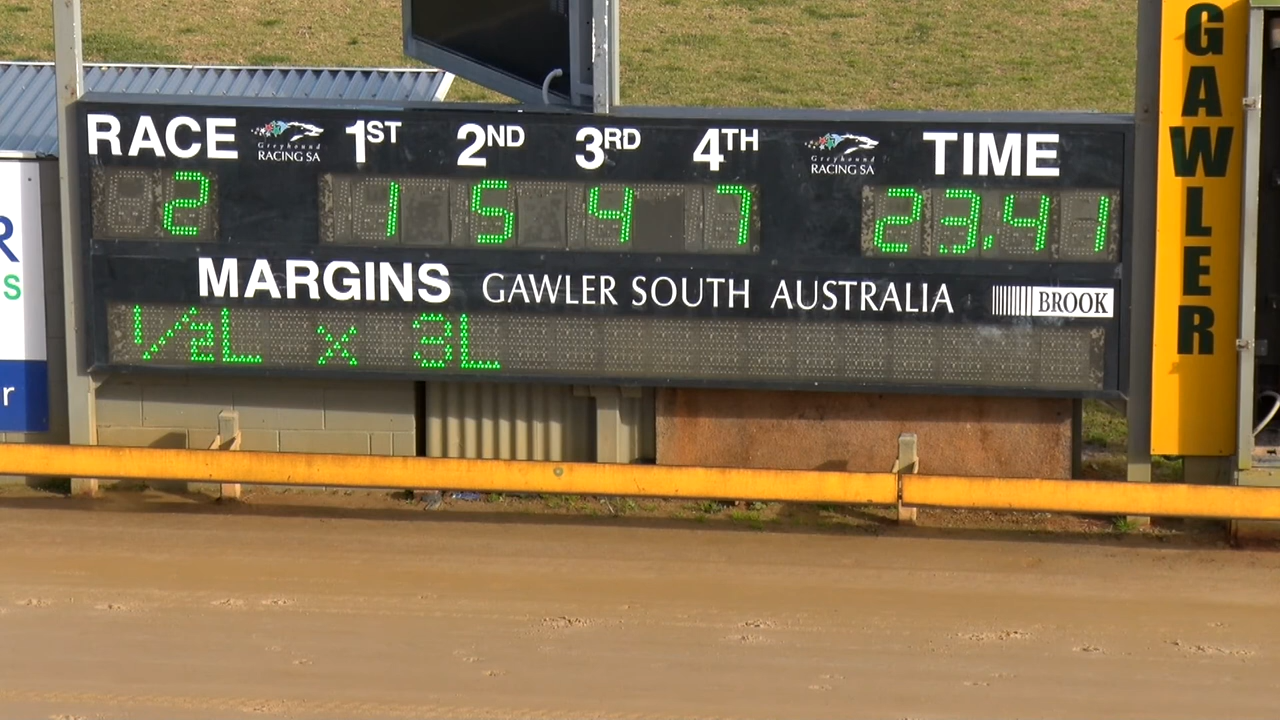 RACE Greyhound RACING SA 1ST 2ND 3RD 4TH Greyhound RACING SA TIME
2 1 5 4 7 23.41
MARGINS GAWLER SOUTH AUSTRALIA BROOK
1/2L x 3L
GAWLER
R
S
r